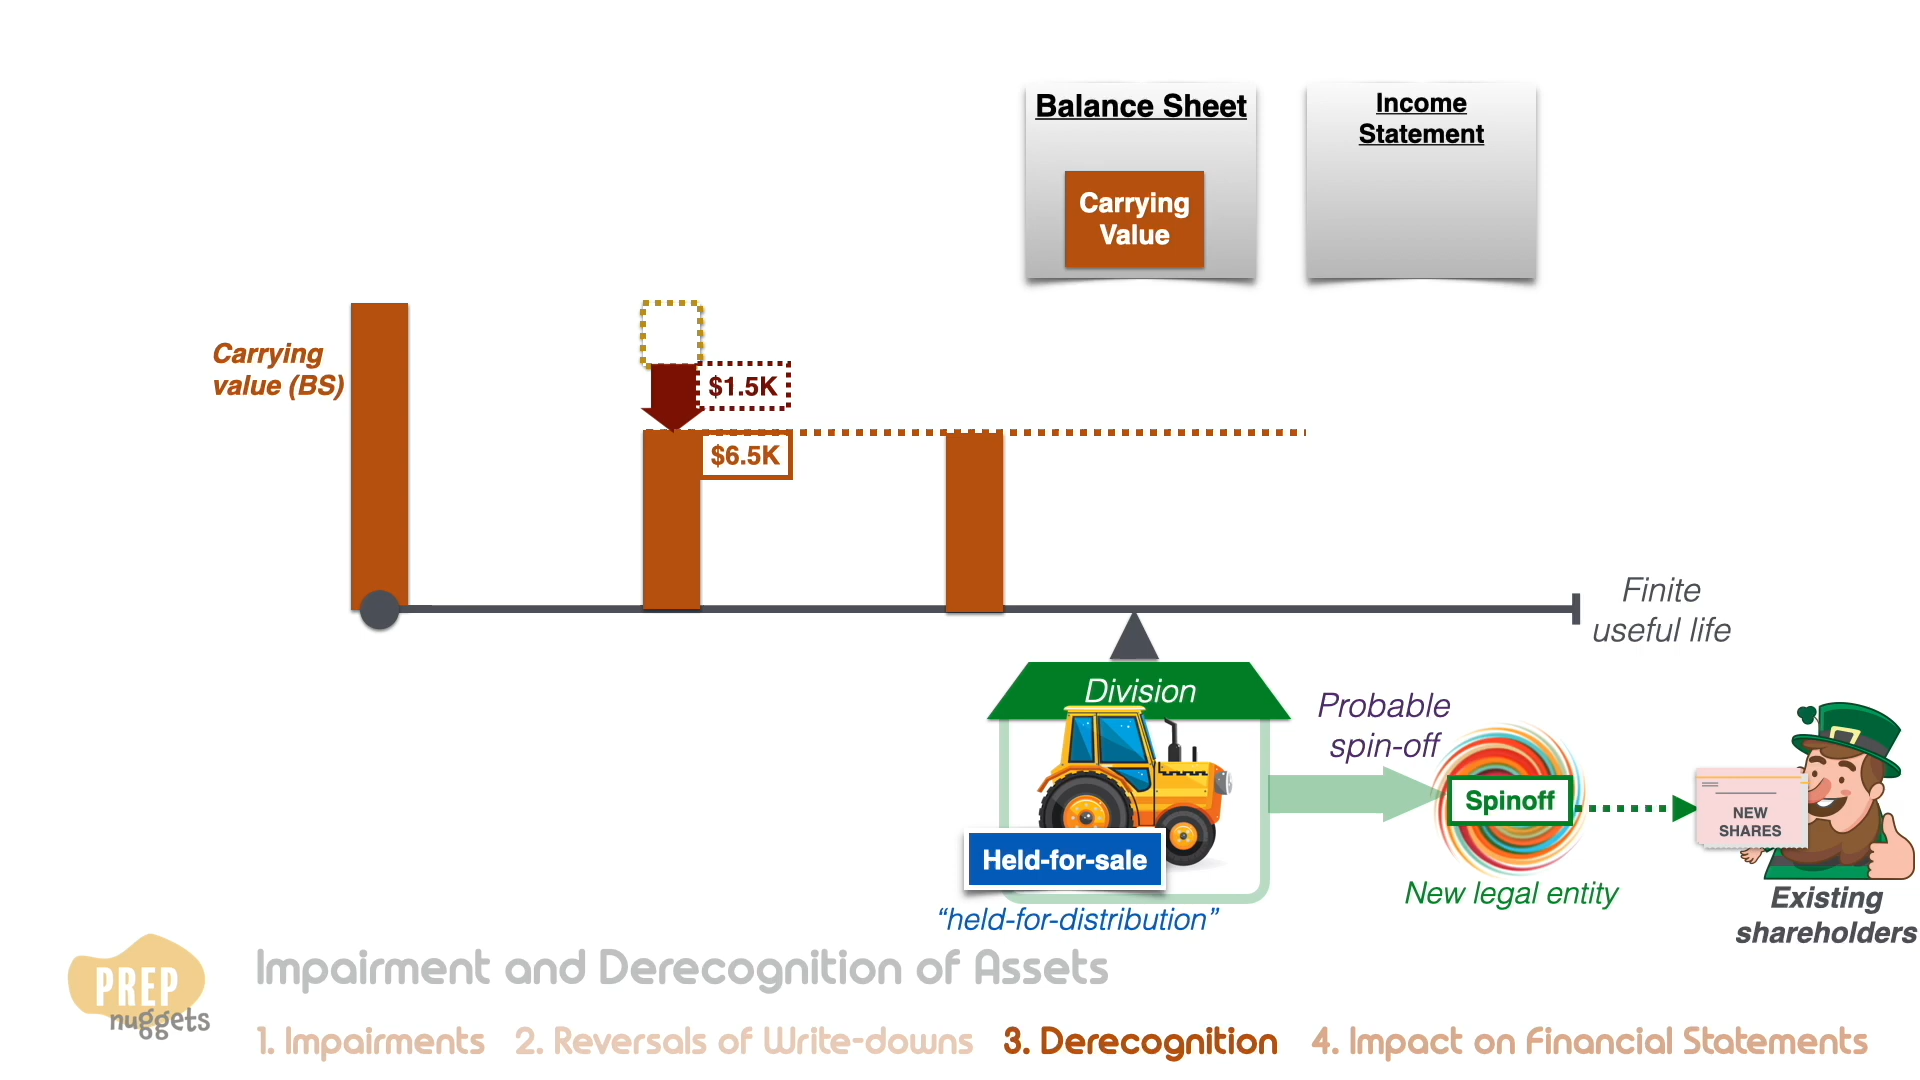 Balance Sheet
Income
Statement
Carrying
Value
Carrying
value (BS)
$1.5K
$6.5K
Finite
useful life
Division
Probable
spin-off
Spinoff
NEW
SHARES
Held-for-sale
New legal entity
Existing
shareholders
“held-for-distribution”
PREP
nuggets
Impairment and Derecognition of Assets
1. Impairments 2. Reversals of Write-downs 3. Derecognition 4. Impact on Financial Statements